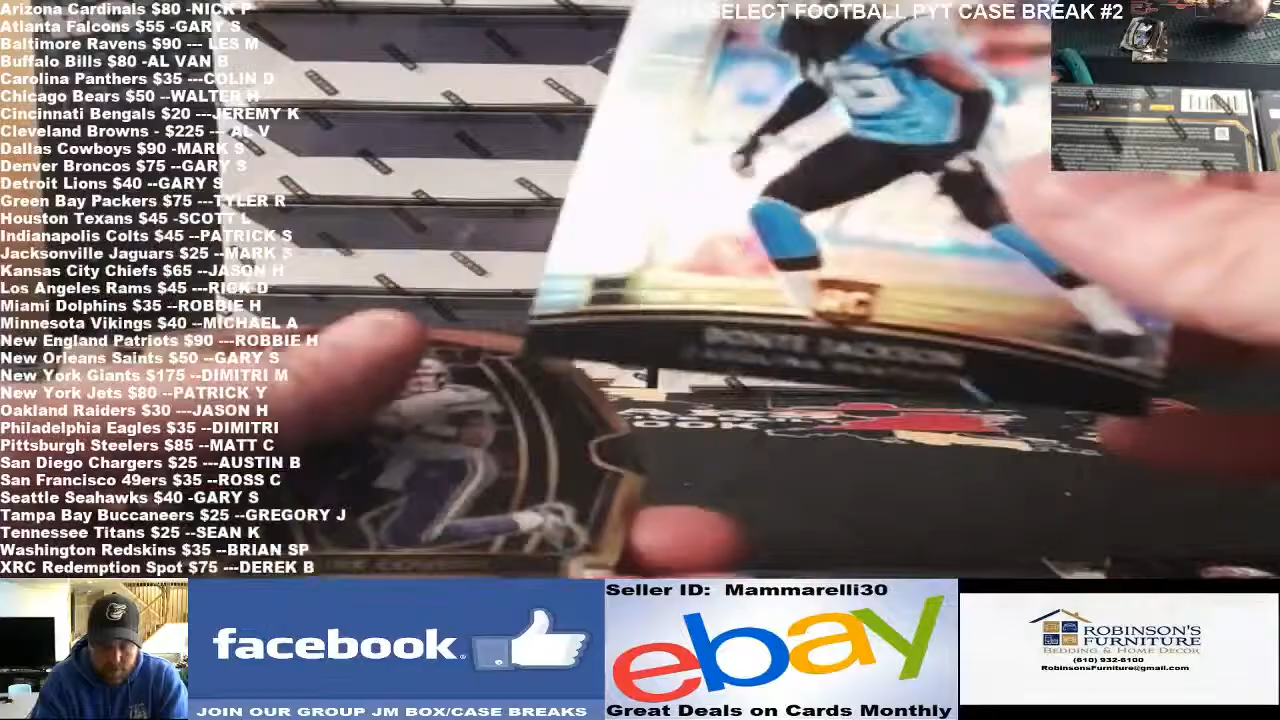 Arizona Cardinals $80 -NICK P
Atlanta Falcons $55 -GARY S
Baltimore Ravens $90 --- LES M
Buffalo Bills $80 -AL VAN B
Carolina Panthers $35 ---COLIN D
Chicago Bears $50 --WALTER H
Cincinnati Bengals $20 ---JEREMY K
Cleveland Browns - $225 --- AL V
Dallas Cowboys $90 -MARK S
Denver Broncos $75 --GARY S
Detroit Lions $40 --GARY S
Green Bay Packers $75 ---TYLER R
Houston Texans $45 -SCOTT L
Indianapolis Colts $45 --PATRICK S
Jacksonville Jaguars $25 --MARK S
Kansas City Chiefs $65 --JASON H
Los Angeles Rams $45 --RICK D
Miami Dolphins $35 --ROBBIE H
Minnesota Vikings $40 --MICHAEL A
New England Patriots $90 ---ROBBIE H
New Orleans Saints $50 --GARY S
New York Giants $175 --DIMITRI M
New York Jets $80 --PATRICK Y
Oakland Raiders $30 ---JASON H
Philadelphia Eagles $35 --DIMITRI
Pittsburgh Steelers $85 --MATT C
San Diego Chargers $25 ---AUSTIN B
San Francisco 49ers $35 --ROSS C
Seattle Seahawks $40 -GARY S
Tampa Bay Buccaneers $25 --GREGORY J
Tennessee Titans $25 --SEAN K
Washington Redskins $35 --BRIAN SP
XRC Redemption Spot $75 ---DEREK B
SELECT FOOTBALL PYT CASE BREAK #2
RC
facebook
JOIN OUR GROUP JM BOX/CASE BREAKS
Seller ID: Mammarelli30
ebay
Great Deals on Cards Monthly
ROBINSON'S
FURNITURE
BEDDING & HOME DECOR
(610) 932-6100
RobinsonsFurniture@gmail.com